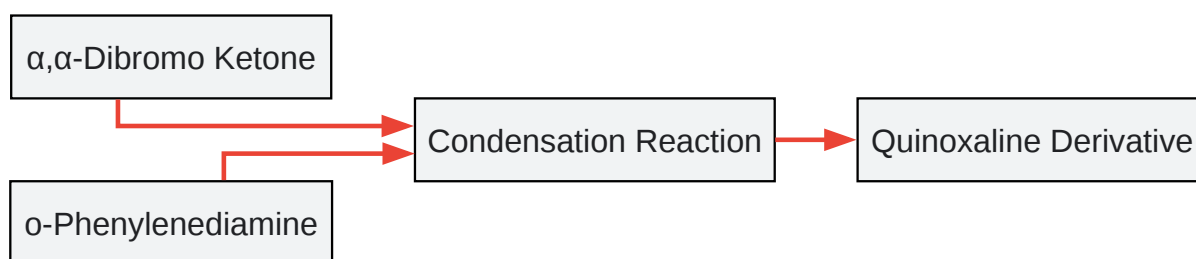 α,α-Dibromo Ketone
Condensation Reaction
Quinoxaline Derivative
o-Phenylenediamine